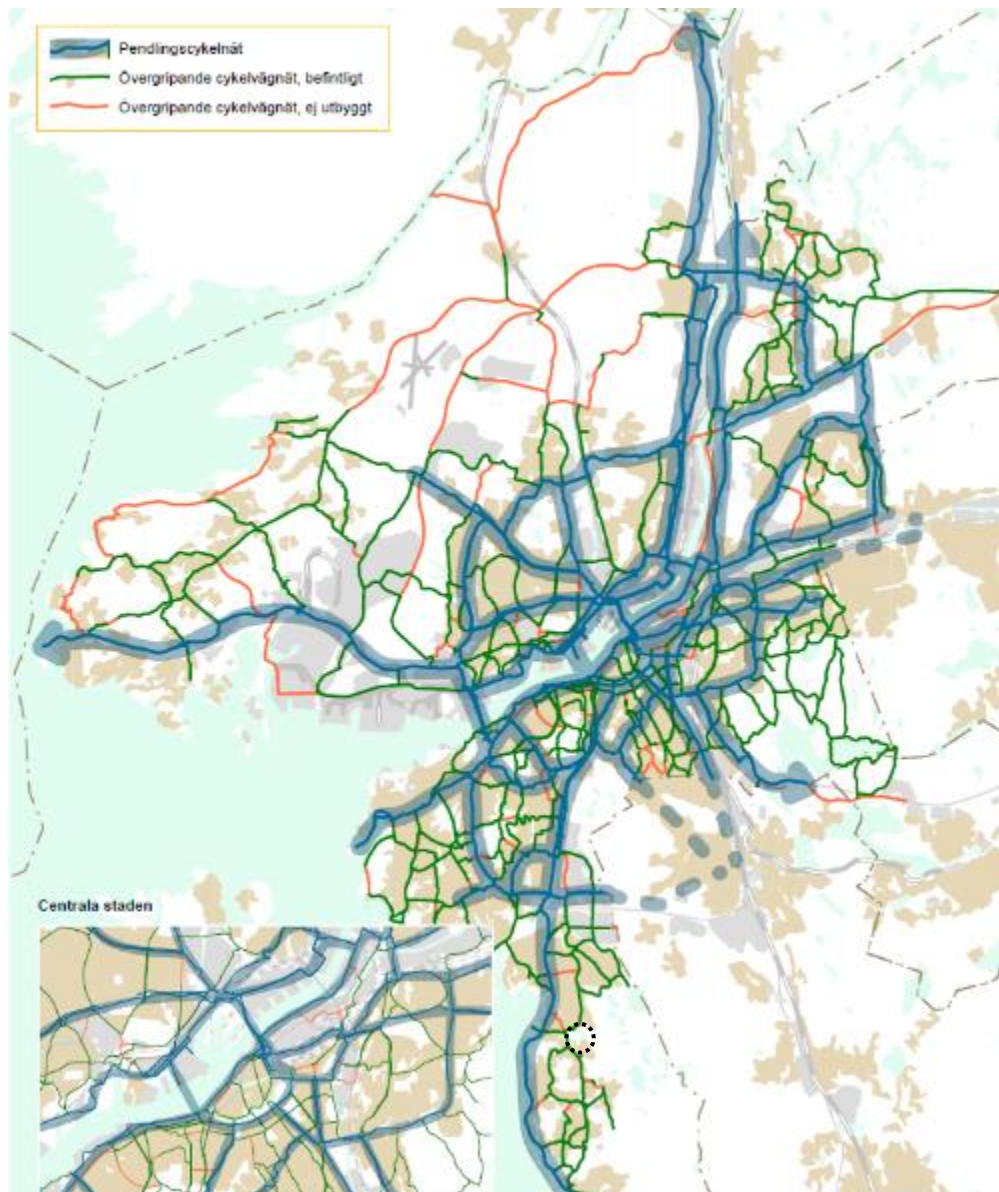 Pendlingscykelnät
Övergripande cykelvägnät, befintligt
Övergripande cykelvägnät, ej utbyggt
Centrala staden